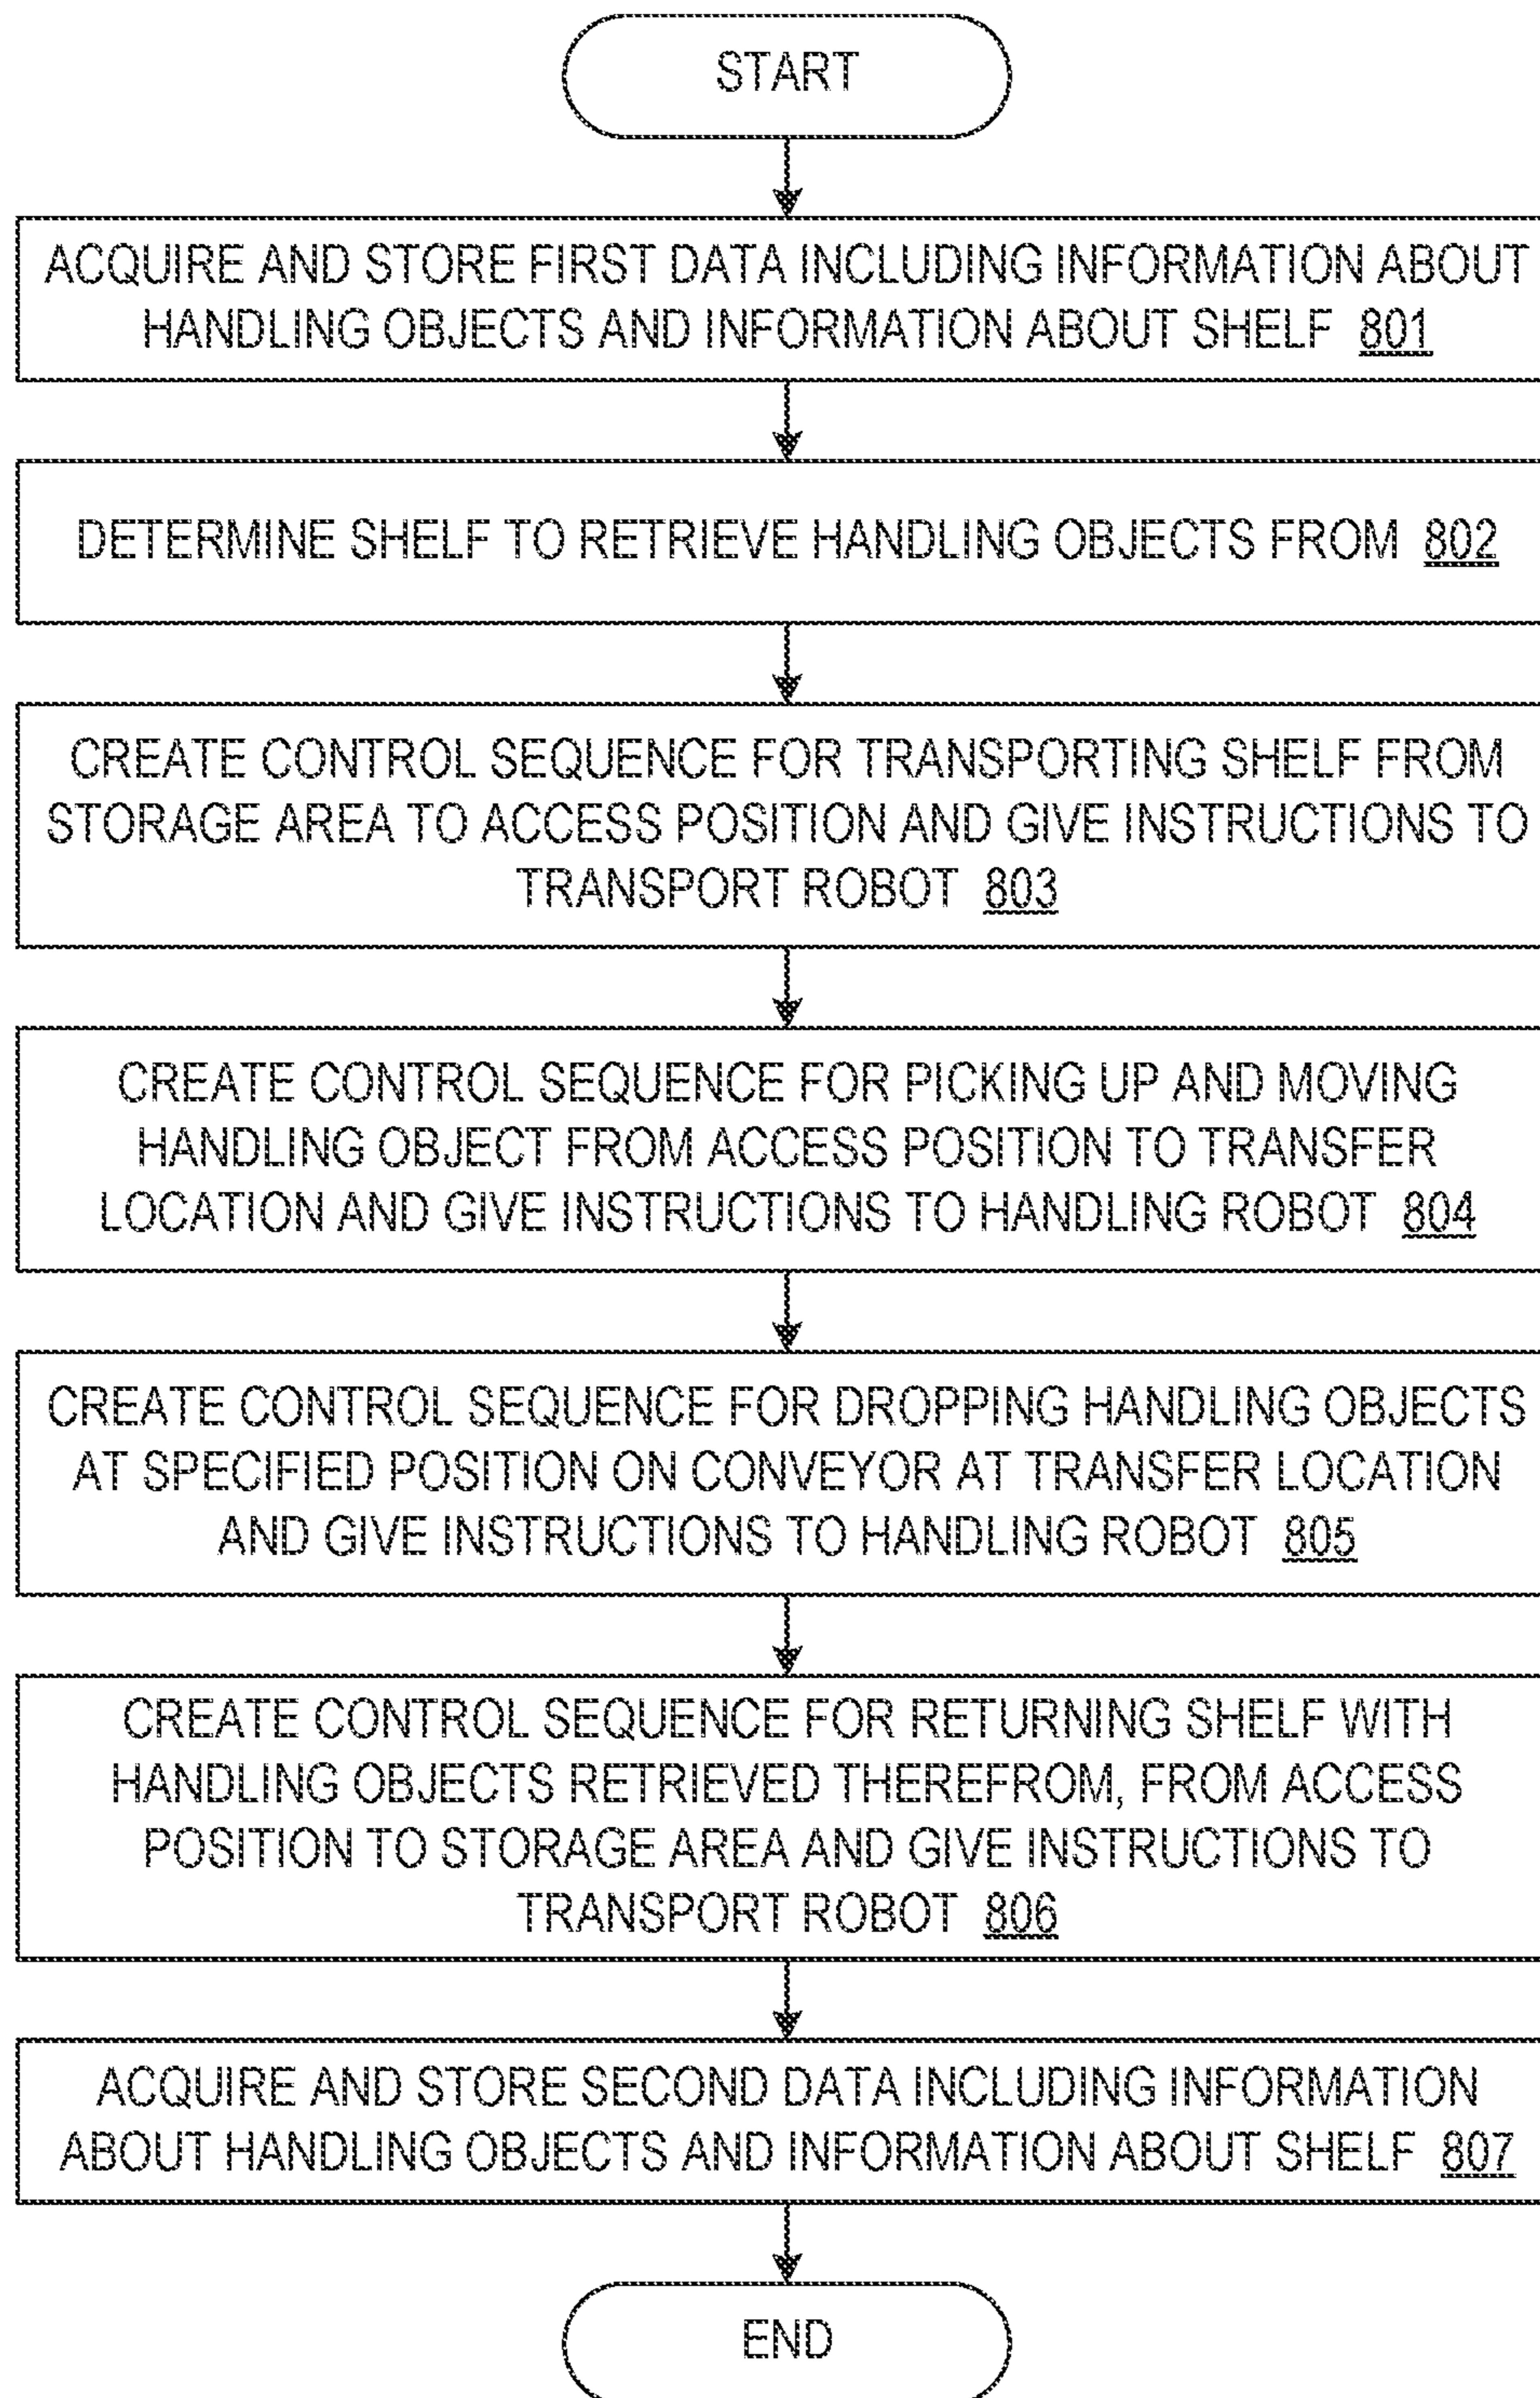 START
ACQUIRE AND STORE FIRST DATA INCLUDING INFORMATION ABOUT
HANDLING OBJECTS AND INFORMATION ABOUT SHELF 801
DETERMINE SHELF TO RETRIEVE HANDLING OBJECTS FROM 802
CREATE CONTROL SEQUENCE FOR TRANSPORTING SHELF FROM
STORAGE AREA TO ACCESS POSITION AND GIVE INSTRUCTIONS TO
TRANSPORT ROBOT 803
CREATE CONTROL SEQUENCE FOR PICKING UP AND MOVING
HANDLING OBJECT FROM ACCESS POSITION TO TRANSFER
LOCATION AND GIVE INSTRUCTIONS TO HANDLING ROBOT 804
CREATE CONTROL SEQUENCE FOR DROPPING HANDLING OBJECTS
AT SPECIFIED POSITION ON CONVEYOR AT TRANSFER LOCATION
AND GIVE INSTRUCTIONS TO HANDLING ROBOT 805
CREATE CONTROL SEQUENCE FOR RETURNING SHELF WITH
HANDLING OBJECTS RETRIEVED THEREFROM, FROM ACCESS
POSITION TO STORAGE AREA AND GIVE INSTRUCTIONS TO
TRANSPORT ROBOT 806
ACQUIRE AND STORE SECOND DATA INCLUDING INFORMATION
ABOUT HANDLING OBJECTS AND INFORMATION ABOUT SHELF 807
END